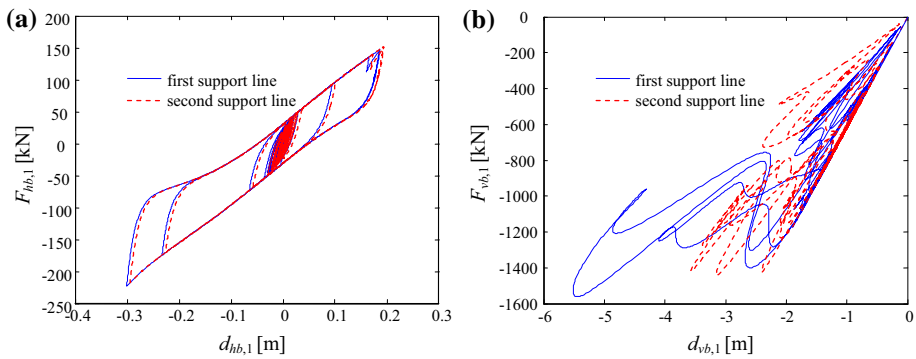 (a)
200
150
100
50
0
-50
-100
-150
-200
-250
F_{hb,1} [kN]
first support line
second support line
-0.4 -0.3 -0.2 -0.1 0 0.1 0.2 0.3
d_{hb,1} [m]
(b)
0
-200
-400
-600
-800
-1000
-1200
-1400
-1600
F_{vb,1} [kN]
first support line
second support line
-6 -5 -4 -3 -2 -1 0
d_{vb,1} [m]